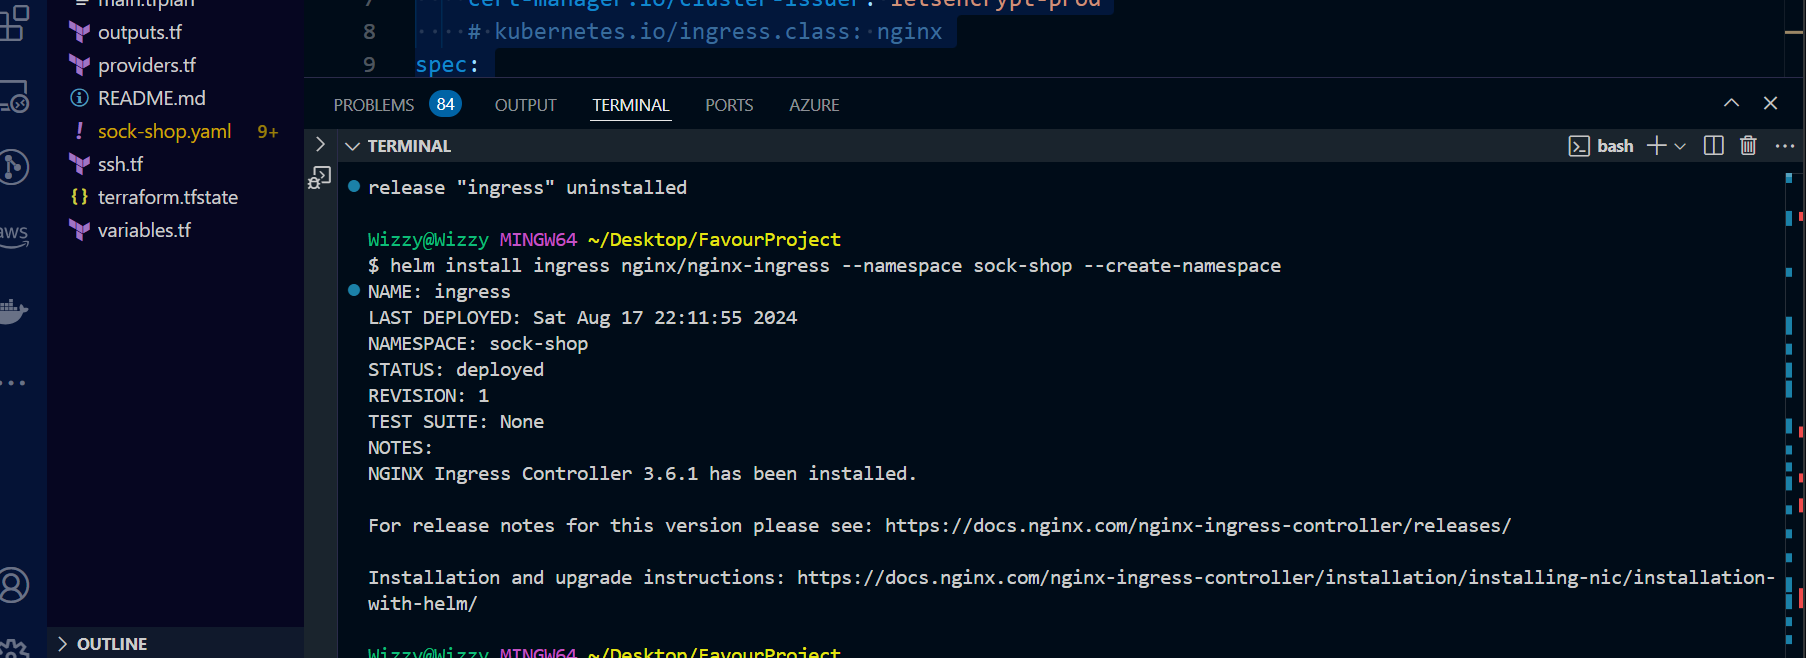 main.tfplan
outputs.tf
providers.tf
README.md
sock-shop.yaml 9+
ssh.tf
terraform.tfstate
variables.tf
OUTLINE
aws
7 cert-manager.io/cluster-issuer: letsencrypt-prod
8 # kubernetes.io/ingress.class: nginx
9 spec:
PROBLEMS 84 OUTPUT TERMINAL PORTS AZURE
TERMINAL bash
release "ingress" uninstalled
Wizzy@Wizzy MINGW64 ~/Desktop/FavourProject
$ helm install ingress nginx/nginx-ingress --namespace sock-shop --create-namespace
NAME: ingress
LAST DEPLOYED: Sat Aug 17 22:11:55 2024
NAMESPACE: sock-shop
STATUS: deployed
REVISION: 1
TEST SUITE: None
NOTES:
NGINX Ingress Controller 3.6.1 has been installed.
For release notes for this version please see: https://docs.nginx.com/nginx-ingress-controller/releases/
Installation and upgrade instructions: https://docs.nginx.com/nginx-ingress-controller/installation/installing-nic/installation-
with-helm/
Wizzy@Wizzy MINGW64 ~/Desktop/FavourProject